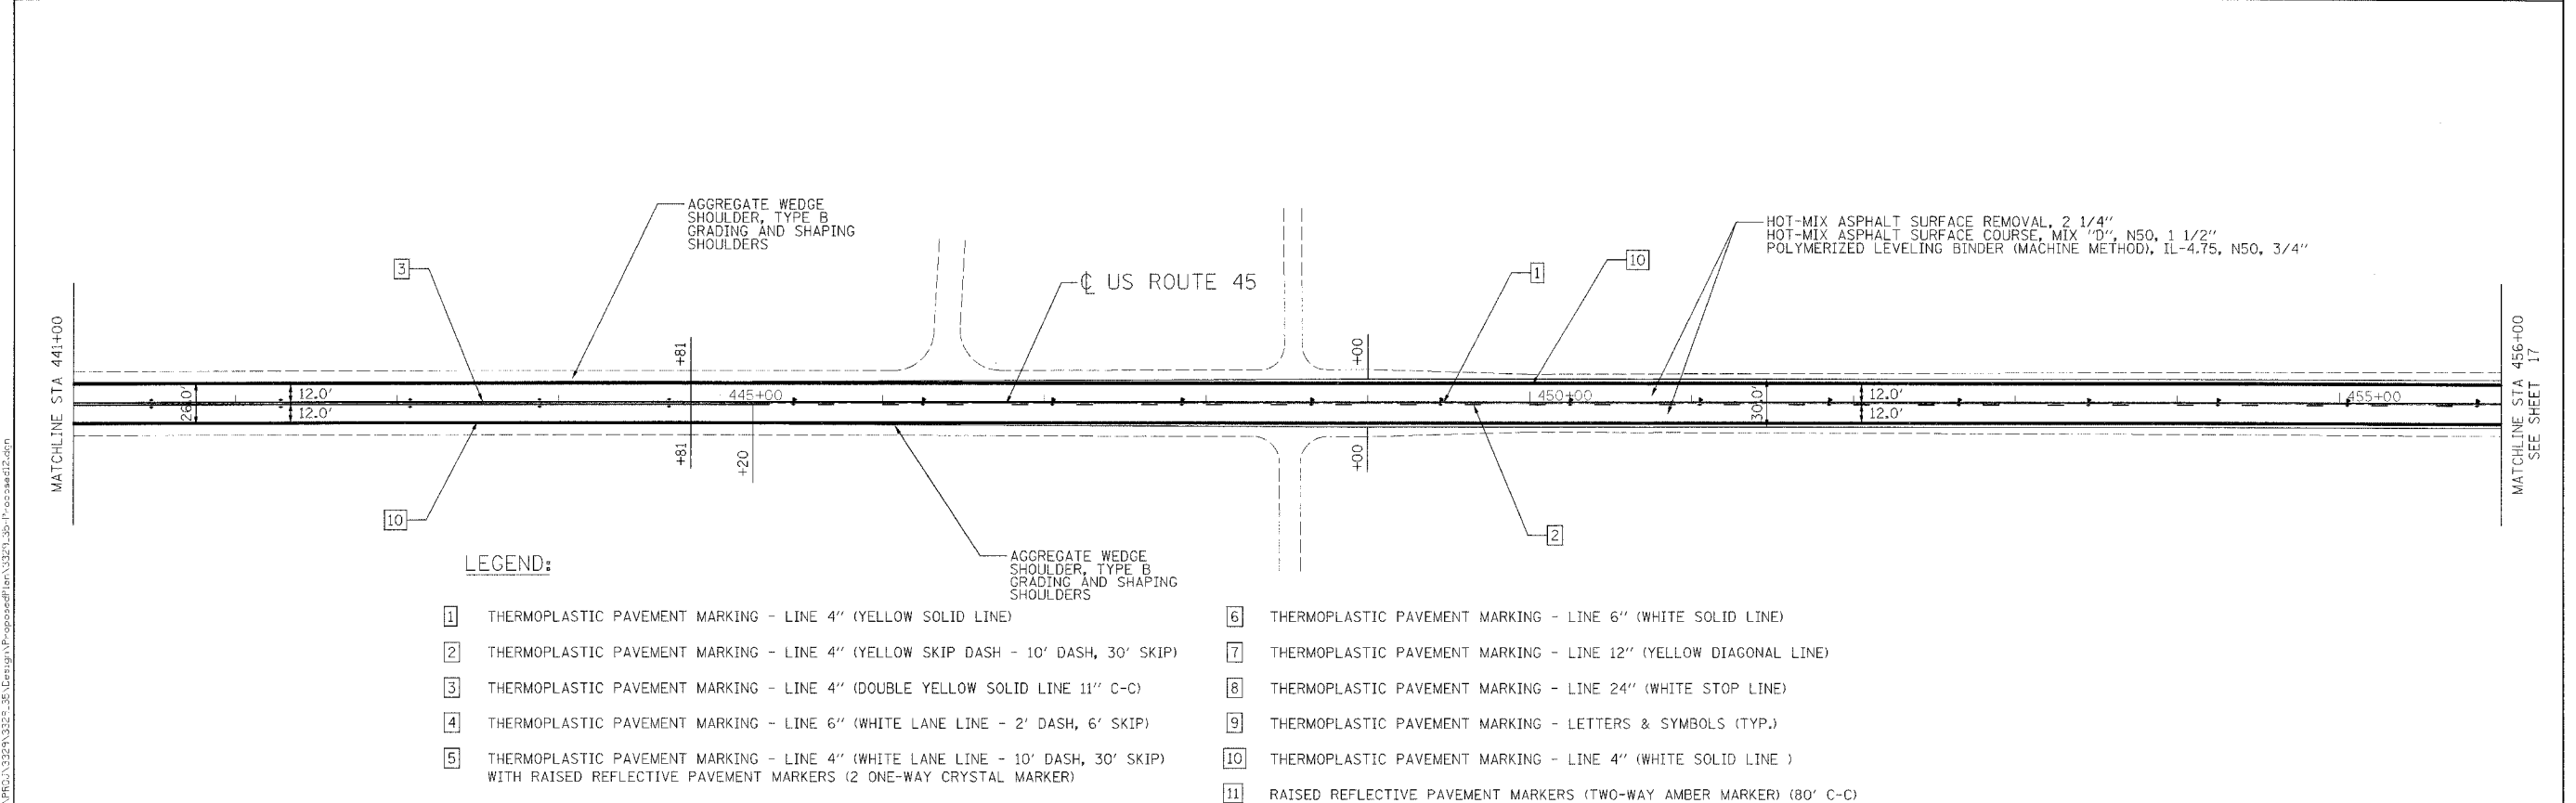 AGGREGATE WEDGE
SHOULDER, TYPE B
GRADING AND SHAPING
SHOULDERS
HOT-MIX ASPHALT SURFACE REMOVAL, 2 1/4"
HOT-MIX ASPHALT SURFACE COURSE, MIX "D", N50, 1 1/2"
POLYMERIZED LEVELING BINDER (MACHINE METHOD), IL-4.75, N50, 3/4"
3
℄ US ROUTE 45
1
10
MATCHLINE STA 441+00
+81
+00
MATCHLINE STA 456+00
SEE SHEET 17
26.0'
12.0'
12.0'
445+00
450+00
30.0'
12.0'
12.0'
455+00
+81
+20
+00
10
2
AGGREGATE WEDGE
SHOULDER, TYPE B
GRADING AND SHAPING
SHOULDERS
LEGEND:
1 THERMOPLASTIC PAVEMENT MARKING - LINE 4" (YELLOW SOLID LINE)
2 THERMOPLASTIC PAVEMENT MARKING - LINE 4" (YELLOW SKIP DASH - 10' DASH, 30' SKIP)
3 THERMOPLASTIC PAVEMENT MARKING - LINE 4" (DOUBLE YELLOW SOLID LINE 11" C-C)
4 THERMOPLASTIC PAVEMENT MARKING - LINE 6" (WHITE LANE LINE - 2' DASH, 6' SKIP)
5 THERMOPLASTIC PAVEMENT MARKING - LINE 4" (WHITE LANE LINE - 10' DASH, 30' SKIP)
WITH RAISED REFLECTIVE PAVEMENT MARKERS (2 ONE-WAY CRYSTAL MARKER)
6 THERMOPLASTIC PAVEMENT MARKING - LINE 6" (WHITE SOLID LINE)
7 THERMOPLASTIC PAVEMENT MARKING - LINE 12" (YELLOW DIAGONAL LINE)
8 THERMOPLASTIC PAVEMENT MARKING - LINE 24" (WHITE STOP LINE)
9 THERMOPLASTIC PAVEMENT MARKING - LETTERS & SYMBOLS (TYP.)
10 THERMOPLASTIC PAVEMENT MARKING - LINE 4" (WHITE SOLID LINE )
11 RAISED REFLECTIVE PAVEMENT MARKERS (TWO-WAY AMBER MARKER) (80' C-C)